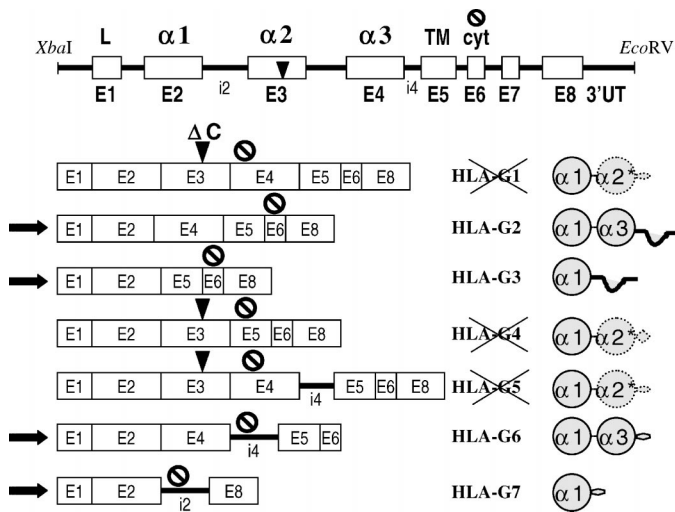 L α1 α2 α3 TM cyt
XbaI EcoRV
E1 E2 i2 E3 E4 i4 E5 E6 E7 E8 3'UT
Δ C
E1 E2 E3 E4 E5 E6 E8 HLA-G1 α1 α2*
E1 E2 E4 E5 E6 E8 HLA-G2 α1 α3
E1 E2 E5 E6 E8 HLA-G3 α1
E1 E2 E3 E5 E6 E8 HLA-G4 α1 α2*
E1 E2 E3 E4 i4 E5 E6 E8 HLA-G5 α1 α2*
E1 E2 E4 i4 E5 E6 HLA-G6 α1 α3
E1 E2 i2 E8 HLA-G7 α1